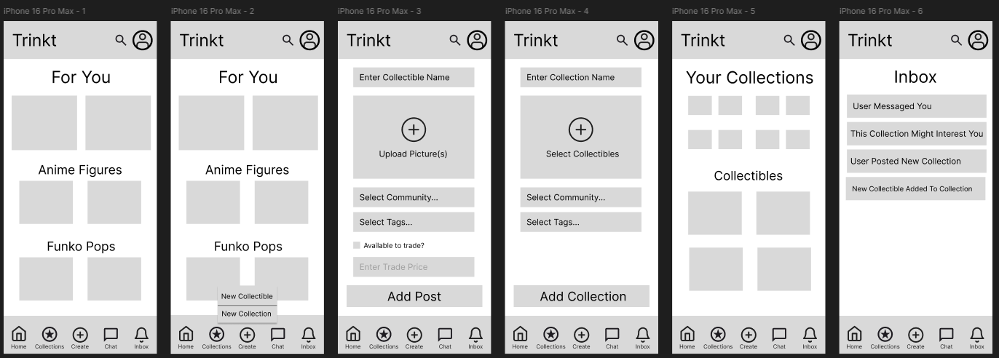 iPhone 16 Pro Max - 1
Trinkt
For You
Anime Figures
Funko Pops
Home
Collections
Create
Chat
Inbox
iPhone 16 Pro Max - 2
Trinkt
For You
Anime Figures
Funko Pops
New Collectible
New Collection
Home
Collections
Create
Chat
Inbox
iPhone 16 Pro Max - 3
Trinkt
Enter Collectible Name
Upload Picture(s)
Select Community...
Select Tags...
Available to trade?
Enter Trade Price
Add Post
Home
Collections
Create
Chat
Inbox
iPhone 16 Pro Max - 4
Trinkt
Enter Collection Name
Select Collectibles
Select Community...
Select Tags...
Add Collection
Home
Collections
Create
Chat
Inbox
iPhone 16 Pro Max - 5
Trinkt
Your Collections
Collectibles
Home
Collections
Create
Chat
Inbox
iPhone 16 Pro Max - 6
Trinkt
Inbox
User Messaged You
This Collection Might Interest You
User Posted New Collection
New Collectible Added To Collection
Home
Collections
Create
Chat
Inbox